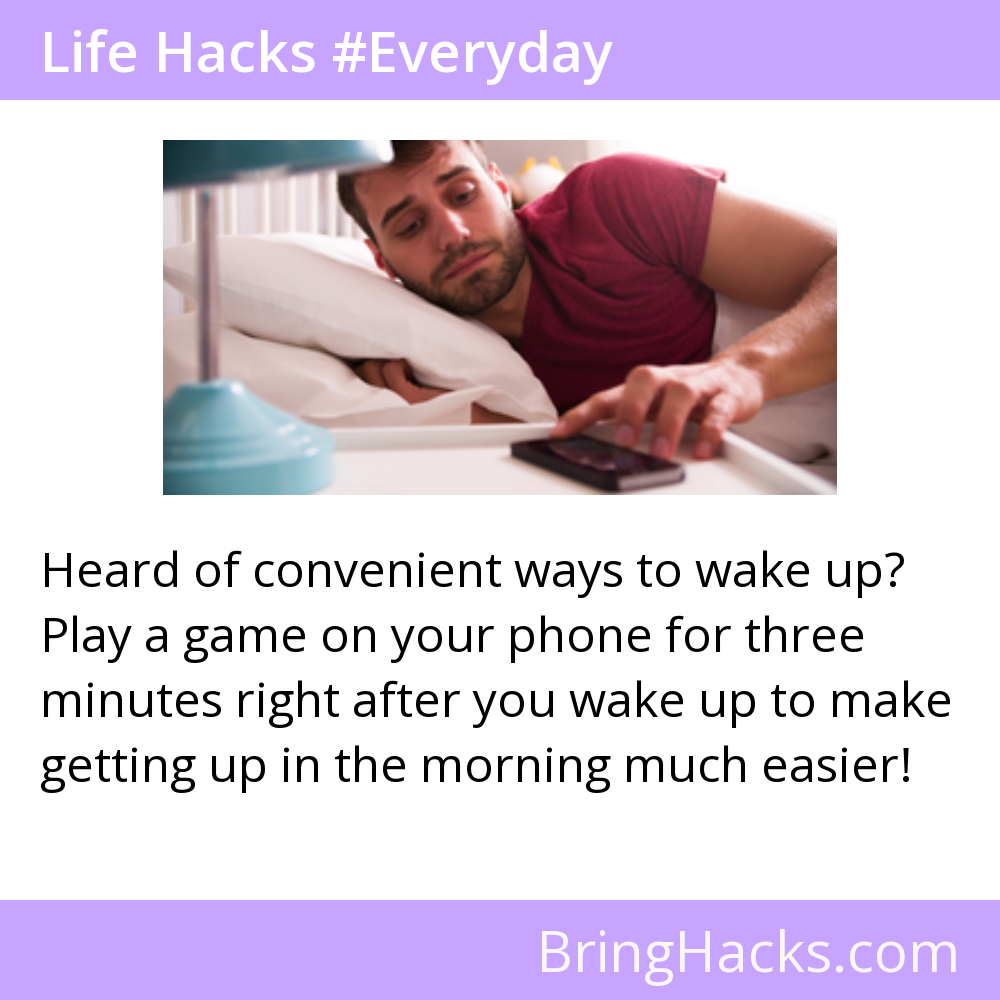 Life Hacks #Everyday
Heard of convenient ways to wake up?
Play a game on your phone for three
minutes right after you wake up to make
getting up in the morning much easier!
BringHacks.com